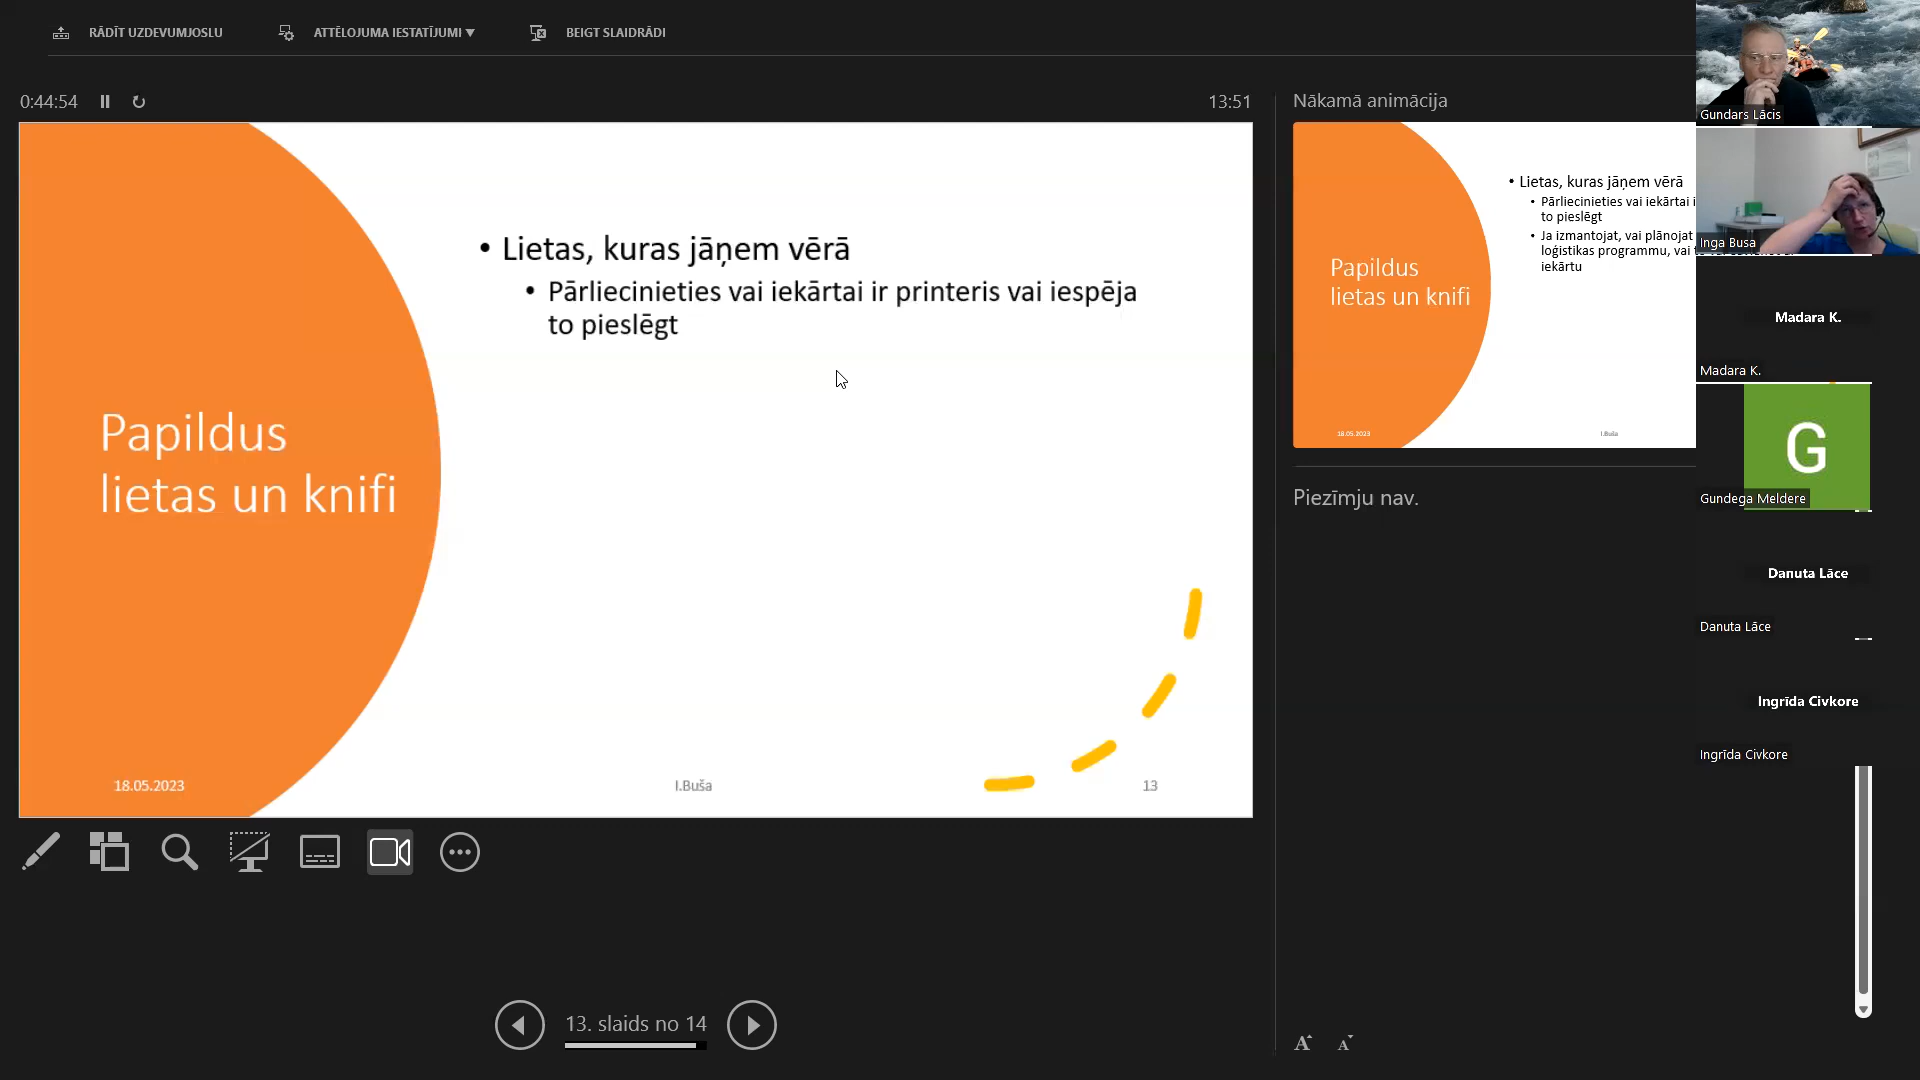 RĀDĪT UZDEVUMJOSLU
ATTĒLOJUMA IESTATĪJUMI ▾
BEIGT SLAIDRĀDI
0:44:54
13:51
Papildus
lietas un knifi
• Lietas, kuras jāņem vērā
• Pārliecinieties vai iekārtai ir printeris vai iespēja
to pieslēgt
18.05.2023
I.Buša
13
13. slaids no 14
Nākamā animācija
Papildus
lietas un knifi
• Lietas, kuras jāņem vērā
• Pārliecinieties vai iekārtai
to pieslēgt
• Ja izmantojat, vai plānojat
loģistikas programmu, vai
iekārtu
18.05.2023
I.Buša
Piezīmju nav.
A
A
Gundars Lācis
Inga Busa
Madara K.
Madara K.
G
Gundega Meldere
Danuta Lāce
Danuta Lāce
Ingrīda Civkore
Ingrīda Civkore